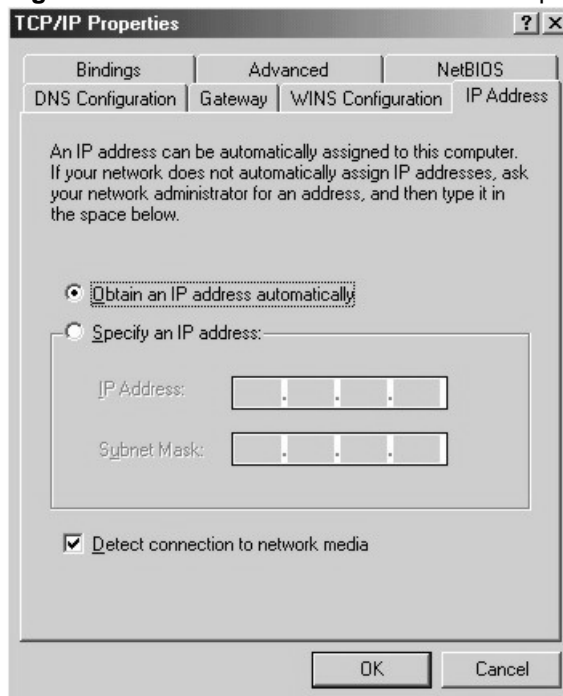 TCP/IP Properties
? ×
Bindings Advanced NetBIOS
DNS Configuration Gateway WINS Configuration IP Address
An IP address can be automatically assigned to this computer.
If your network does not automatically assign IP addresses, ask
your network administrator for an address, and then type it in
the space below.
Obtain an IP address automatically
Specify an IP address:
IP Address:
. . .
Subnet Mask:
. . .
Detect connection to network media
OK Cancel